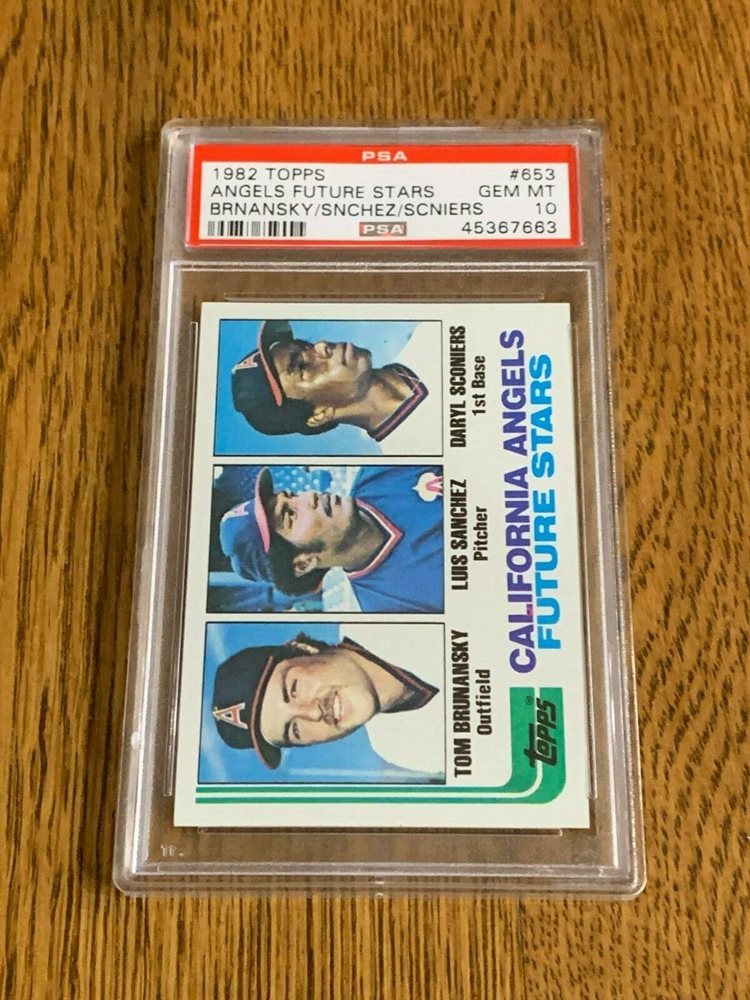 PSA
1982 TOPPS #653
ANGELS FUTURE STARS GEM MT
BRNANSKY/SNCHEZ/SCNIERS 10
PSA 45367663
A
A
A
TOM BRUNANSKY
Outfield
LUIS SANCHEZ
Pitcher
DARYL SCONIERS
1st Base
topps®
CALIFORNIA ANGELS
FUTURE STARS